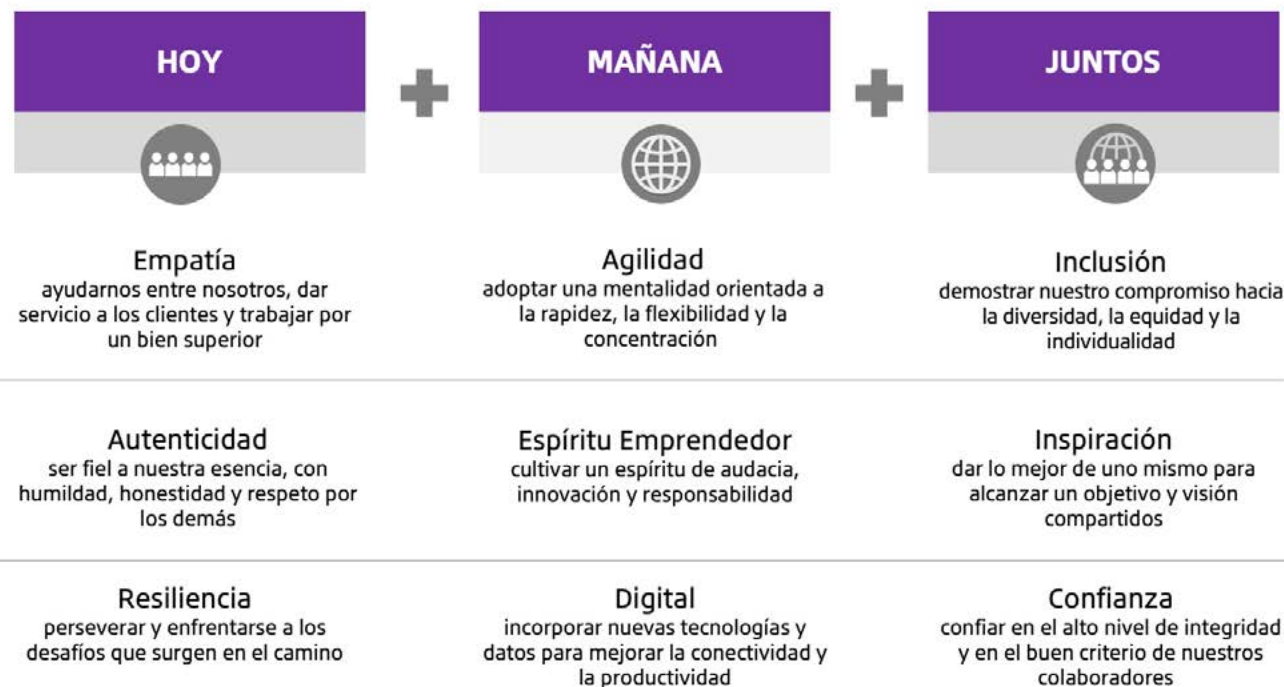 HOY
MAÑANA
JUNTOS
Empatía
ayudarnos entre nosotros, dar
servicio a los clientes y trabajar por
un bien superior
Agilidad
adoptar una mentalidad orientada a
la rapidez, la flexibilidad y la
concentración
Inclusión
demostrar nuestro compromiso hacia
la diversidad, la equidad y la
individualidad
Autenticidad
ser fiel a nuestra esencia, con
humildad, honestidad y respeto por
los demás
Espíritu Emprendedor
cultivar un espíritu de audacia,
innovación y responsabilidad
Inspiración
dar lo mejor de uno mismo para
alcanzar un objetivo y visión
compartidos
Resiliencia
perseverar y enfrentarse a los
desafíos que surgen en el camino
Digital
incorporar nuevas tecnologías y
datos para mejorar la conectividad y
la productividad
Confianza
confiar en el alto nivel de integridad
y en el buen criterio de nuestros
colaboradores